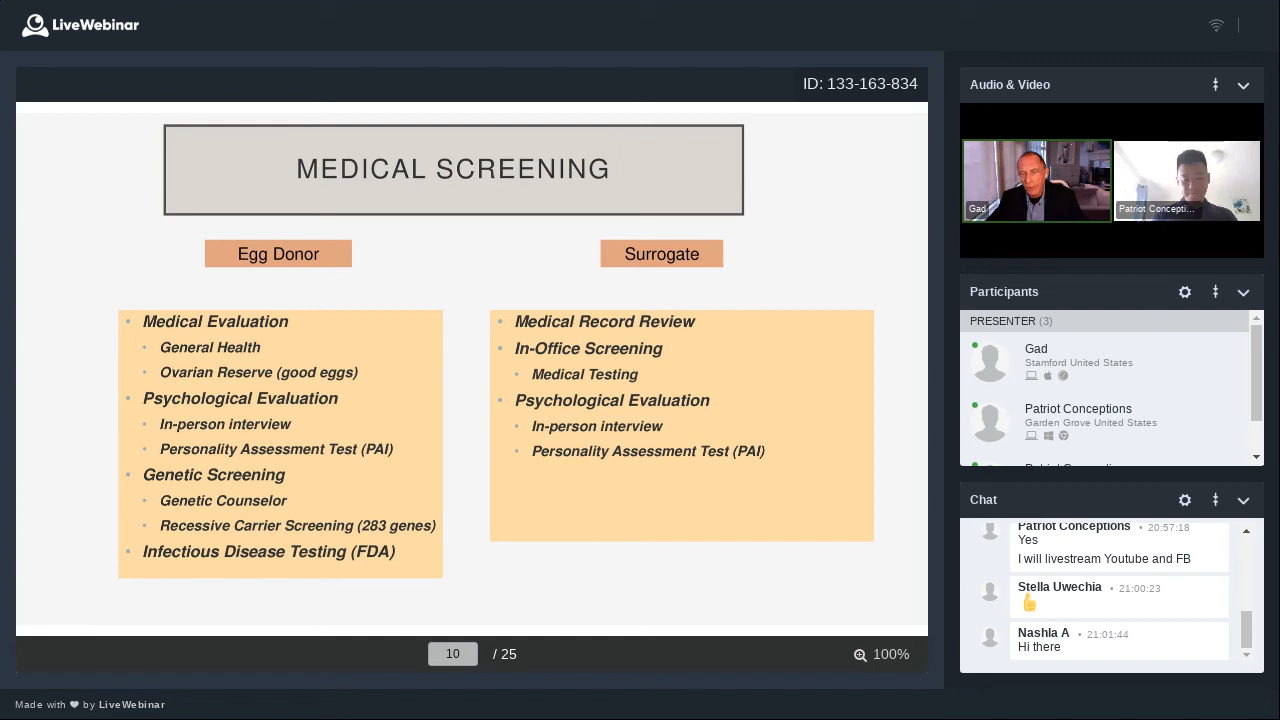 LiveWebinar
ID: 133-163-834
MEDICAL SCREENING
Egg Donor
• Medical Evaluation
• General Health
• Ovarian Reserve (good eggs)
• Psychological Evaluation
• In-person interview
• Personality Assessment Test (PAI)
• Genetic Screening
• Genetic Counselor
• Recessive Carrier Screening (283 genes)
• Infectious Disease Testing (FDA)
Surrogate
• Medical Record Review
• In-Office Screening
• Medical Testing
• Psychological Evaluation
• In-person interview
• Personality Assessment Test (PAI)
10 / 25
100%
Audio & Video
Gad
Patriot Concepti...
Participants
PRESENTER (3)
Gad
Stamford United States
Patriot Conceptions
Garden Grove United States
Chat
Patriot Conceptions • 20:57:18
Yes
I will livestream Youtube and FB
Stella Uwechia • 21:00:23
Nashla A • 21:01:44
Hi there
Made with ❤ by LiveWebinar